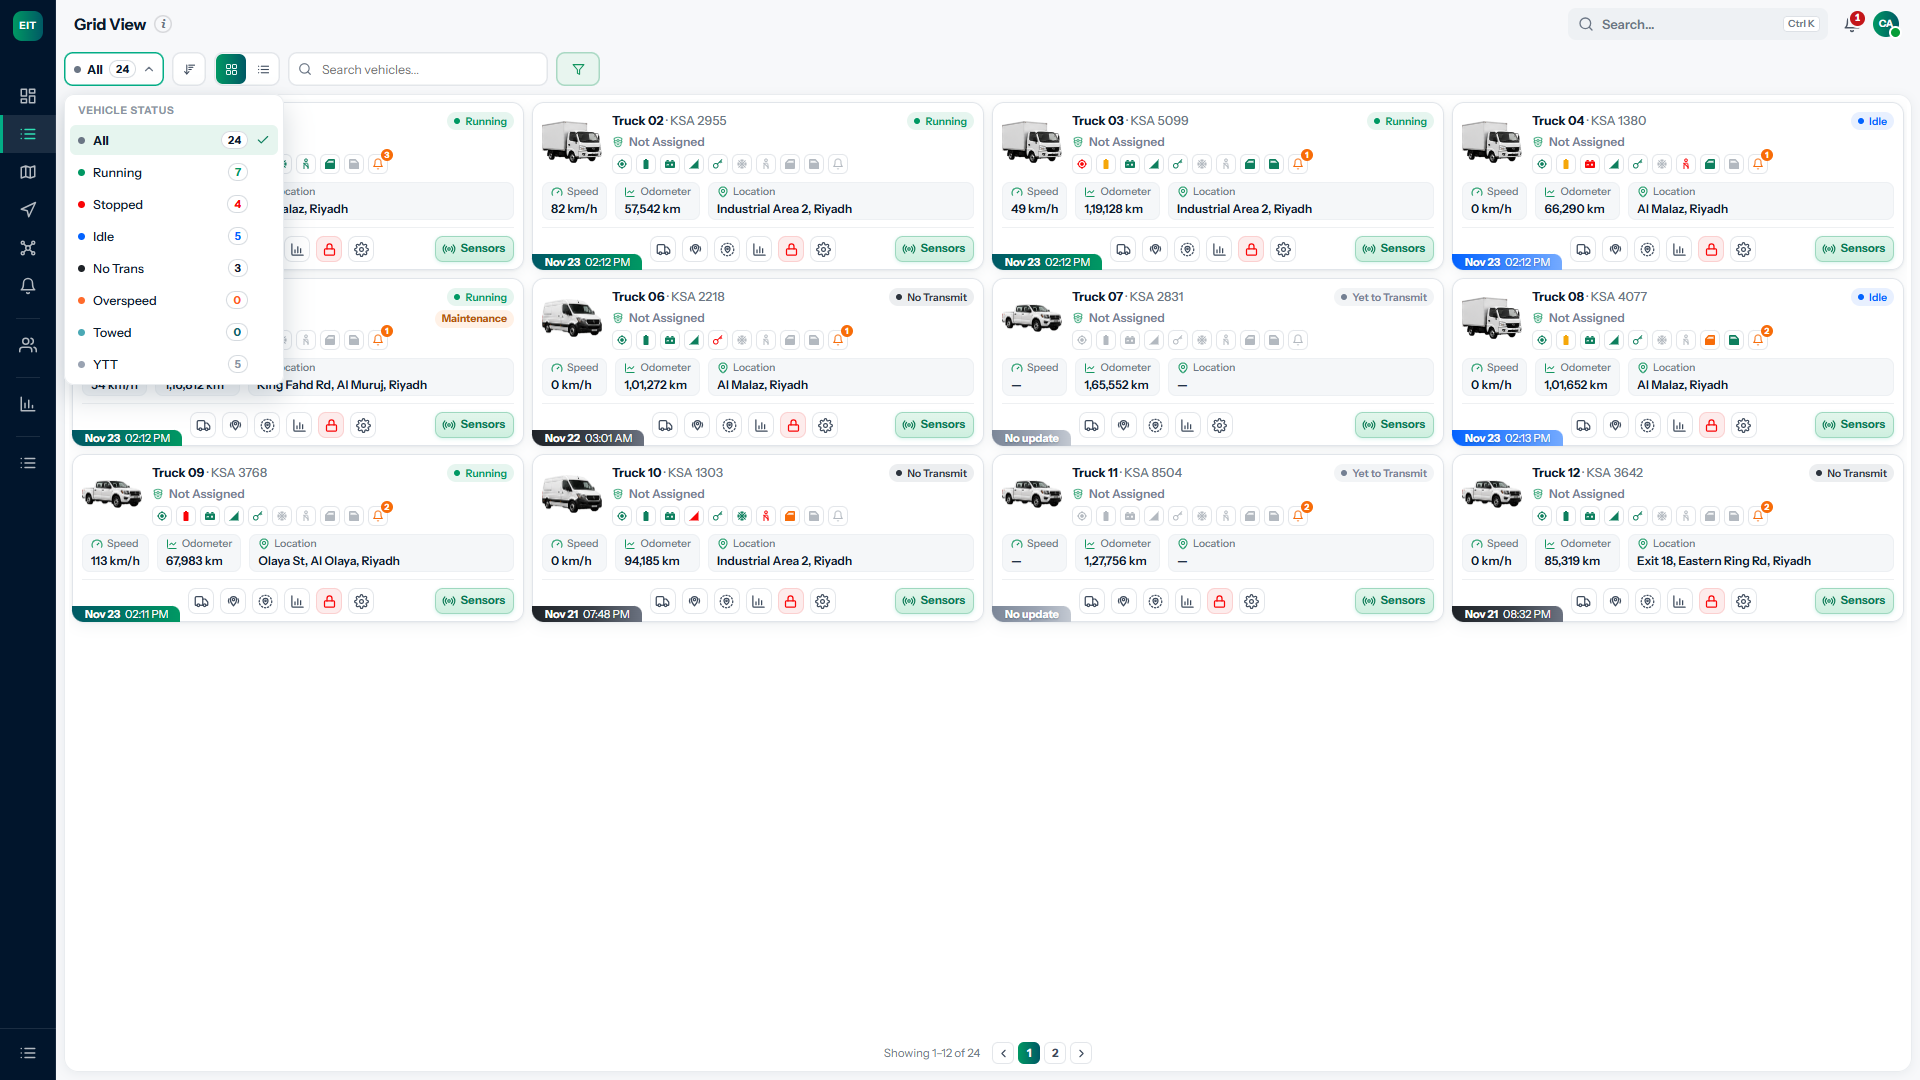 EIT
Grid View
Search...
Ctrl K
1
CA
All 24
Search vehicles...
VEHICLE STATUS
All 24
Running 7
Stopped 4
Idle 5
No Trans 3
Overspeed 0
Towed 0
YTT 5
Running
3
Sensors
Truck 02 · KSA 2955
Running
Not Assigned
Speed
82 km/h
Odometer
57,542 km
Location
Industrial Area 2, Riyadh
Nov 23 02:12 PM
Sensors
Truck 03 · KSA 5099
Running
Not Assigned
1
Speed
49 km/h
Odometer
1,19,128 km
Location
Industrial Area 2, Riyadh
Nov 23 02:12 PM
Sensors
Truck 04 · KSA 1380
Idle
Not Assigned
1
Speed
0 km/h
Odometer
66,290 km
Location
Al Malaz, Riyadh
Nov 23 02:12 PM
Sensors
Running
Maintenance
1
King Fahd Rd, Al Muruj, Riyadh
Nov 23 02:12 PM
Sensors
Truck 06 · KSA 2218
No Transmit
Not Assigned
1
Speed
0 km/h
Odometer
1,01,272 km
Location
Al Malaz, Riyadh
Nov 22 03:01 AM
Sensors
Truck 07 · KSA 2831
Yet to Transmit
Not Assigned
Speed
—
Odometer
1,65,552 km
Location
—
No update
Sensors
Truck 08 · KSA 4077
Idle
Not Assigned
2
Speed
0 km/h
Odometer
1,01,652 km
Location
Al Malaz, Riyadh
Nov 23 02:13 PM
Sensors
Truck 09 · KSA 3768
Running
Not Assigned
2
Speed
113 km/h
Odometer
67,983 km
Location
Olaya St, Al Olaya, Riyadh
Nov 23 02:11 PM
Sensors
Truck 10 · KSA 1303
No Transmit
Not Assigned
Speed
0 km/h
Odometer
94,185 km
Location
Industrial Area 2, Riyadh
Nov 21 07:48 PM
Sensors
Truck 11 · KSA 8504
Yet to Transmit
Not Assigned
2
Speed
—
Odometer
1,27,756 km
Location
—
No update
Sensors
Truck 12 · KSA 3642
No Transmit
Not Assigned
2
Speed
0 km/h
Odometer
85,319 km
Location
Exit 18, Eastern Ring Rd, Riyadh
Nov 21 08:32 PM
Sensors
Showing 1–12 of 24
1
2